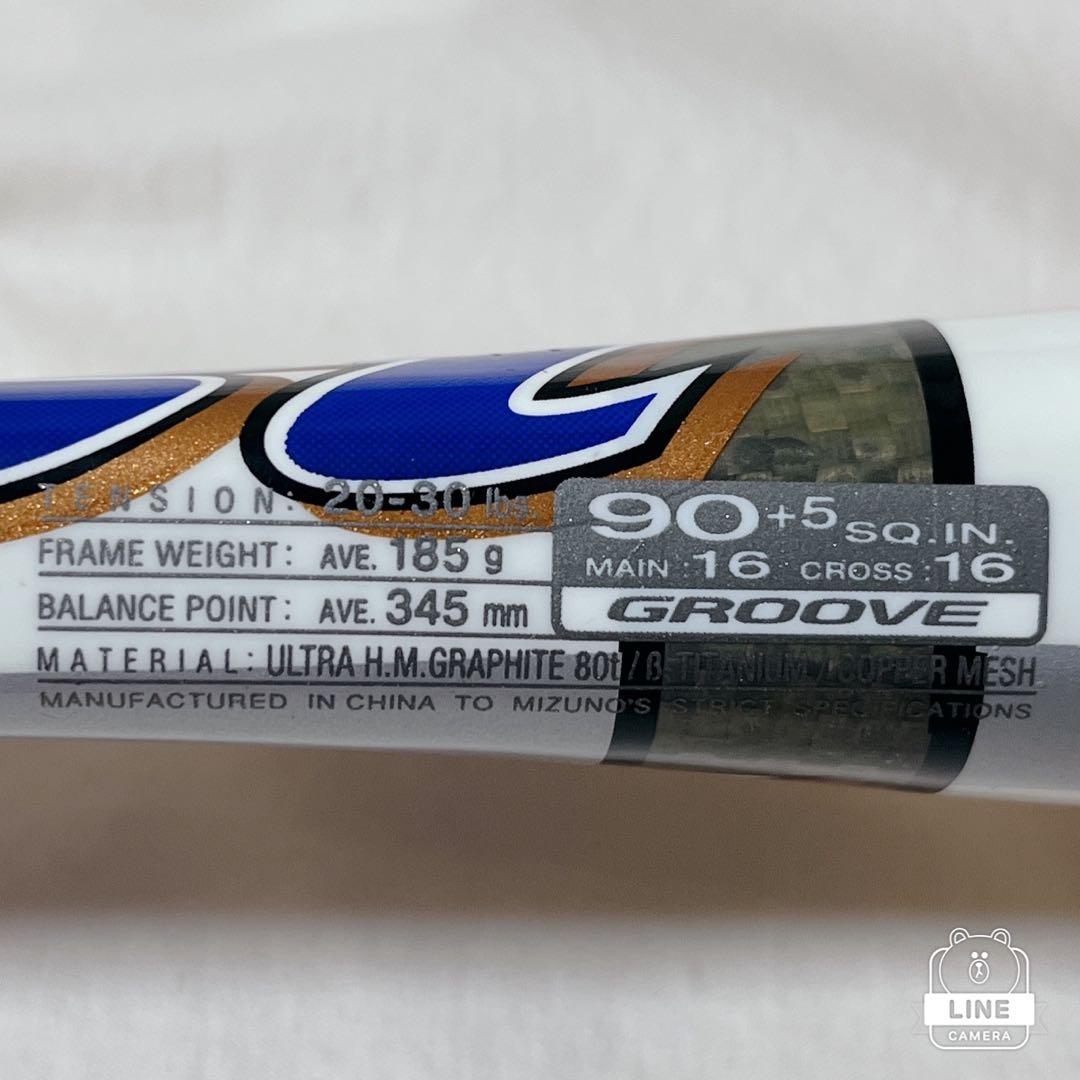 TENSION: 20-30 lbs
FRAME WEIGHT: AVE. 185 g
BALANCE POINT: AVE. 345 mm
MATERIAL: ULTRA H.M.GRAPHITE 80t/β-TITANIUM/COPPER MESH
MANUFACTURED IN CHINA TO MIZUNO'S STRICT SPECIFICATIONS
90+5 SQ.IN.
MAIN:16 CROSS:16
GROOVE
LINE
CAMERA